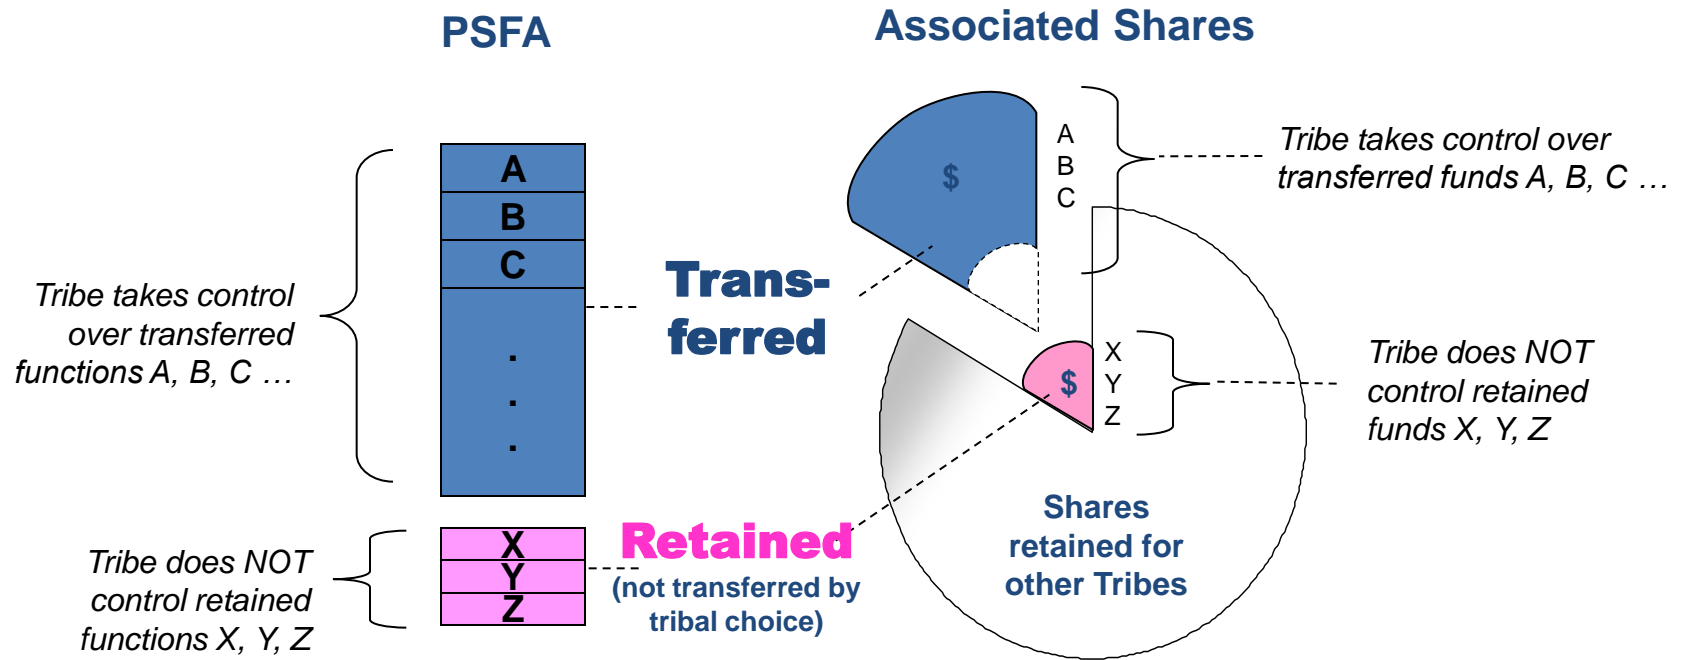 PSFA
Associated Shares
A
B
C
.
.
.
Tribe takes control
over transferred
functions A, B, C …
Trans-
ferred
$
A
B
C
Tribe takes control over
transferred funds A, B, C …
$
X
Y
Z
Tribe does NOT
control retained
funds X, Y, Z
Shares
retained for
other Tribes
X
Y
Z
Tribe does NOT
control retained
functions X, Y, Z
Retained
(not transferred by
tribal choice)